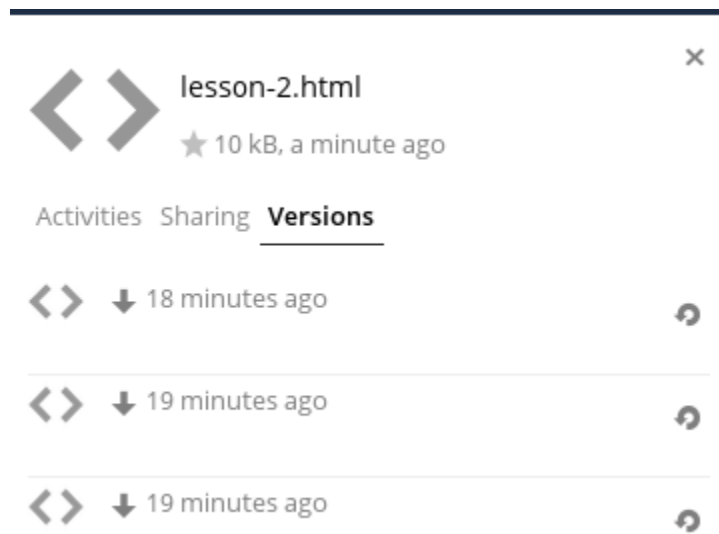 lesson-2.html
10 kB, a minute ago
Activities Sharing Versions
18 minutes ago
19 minutes ago
19 minutes ago